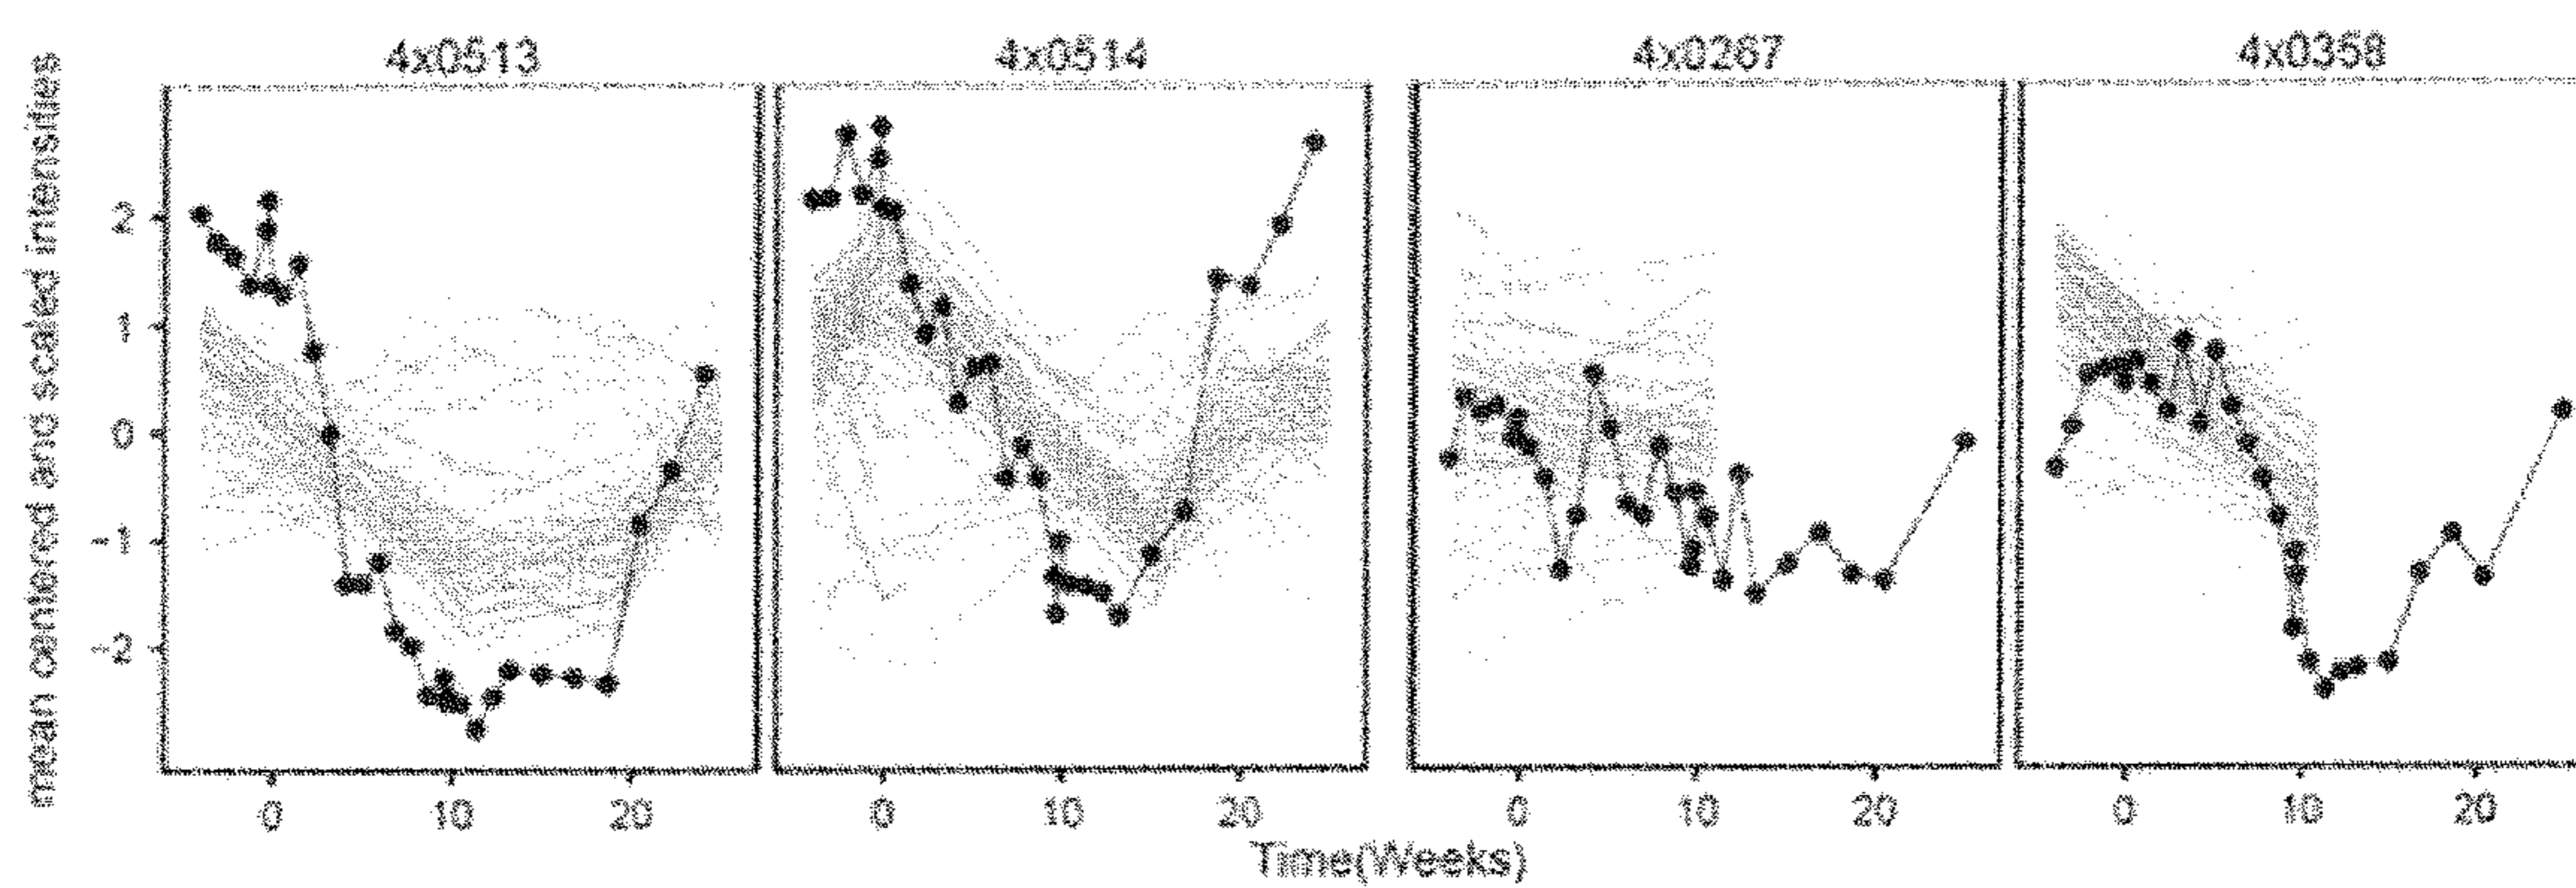 4x0513 4x0514 4x0267 4x0358
mean centered and scaled intensities
2
1
0
-1
-2
0 10 20 0 10 20 0 10 20 0 10 20
Time(Weeks)